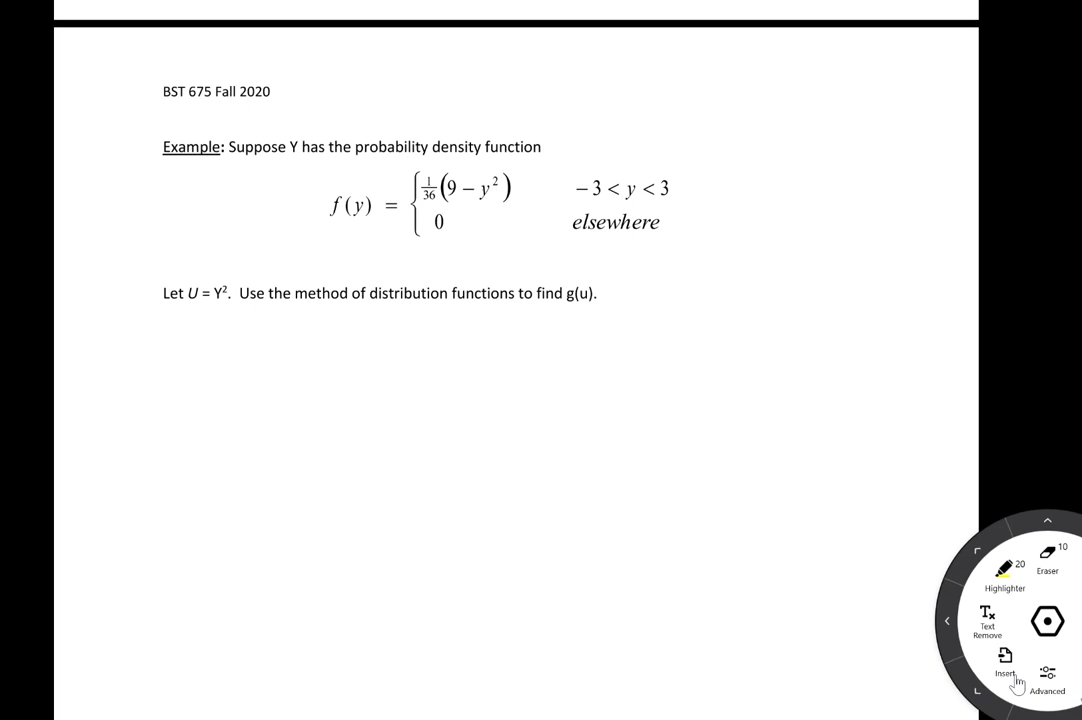 BST 675 Fall 2020
Example: Suppose Y has the probability density function
f(y) = { 1/36 (9 − y²)    − 3 < y < 3
0    elsewhere
Let U = Y². Use the method of distribution functions to find g(u).
10
Eraser
20
Highlighter
Tx
Text
Remove
Insert
Advanced